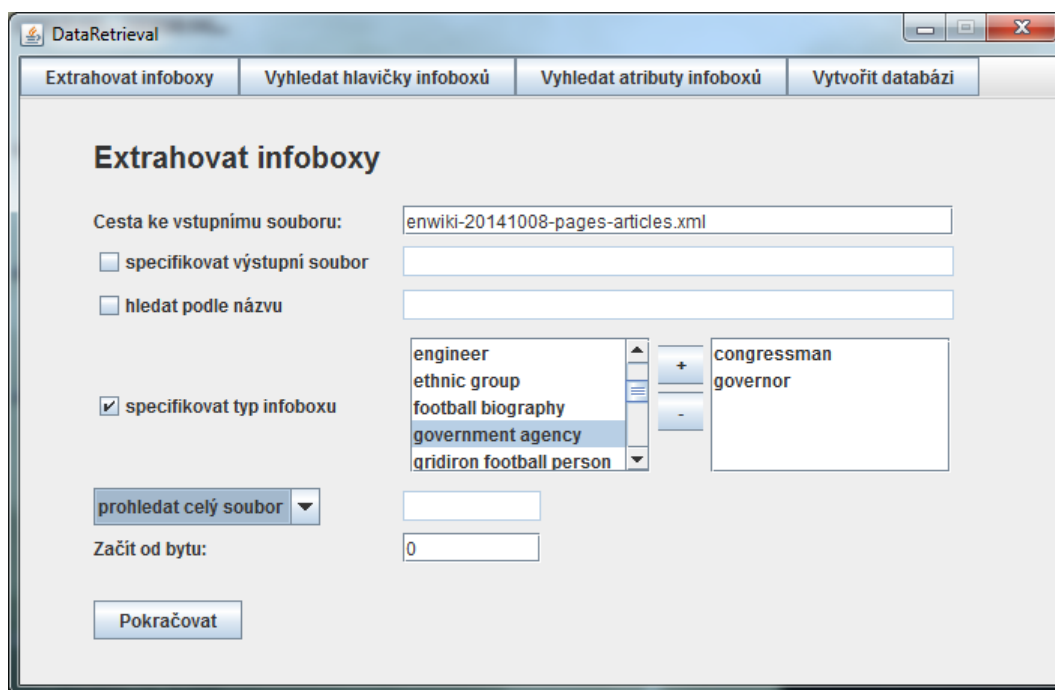 DataRetrieval
Extrahovat infoboxy Vyhledat hlavičky infoboxů Vyhledat atributy infoboxů Vytvořit databázi
Extrahovat infoboxy
Cesta ke vstupnímu souboru: enwiki-20141008-pages-articles.xml
specifikovat výstupní soubor
hledat podle názvu
engineer
ethnic group
football biography
government agency
gridiron football person
+
-
congressman
governor
specifikovat typ infoboxu
prohledat celý soubor
Začít od bytu: 0
Pokračovat